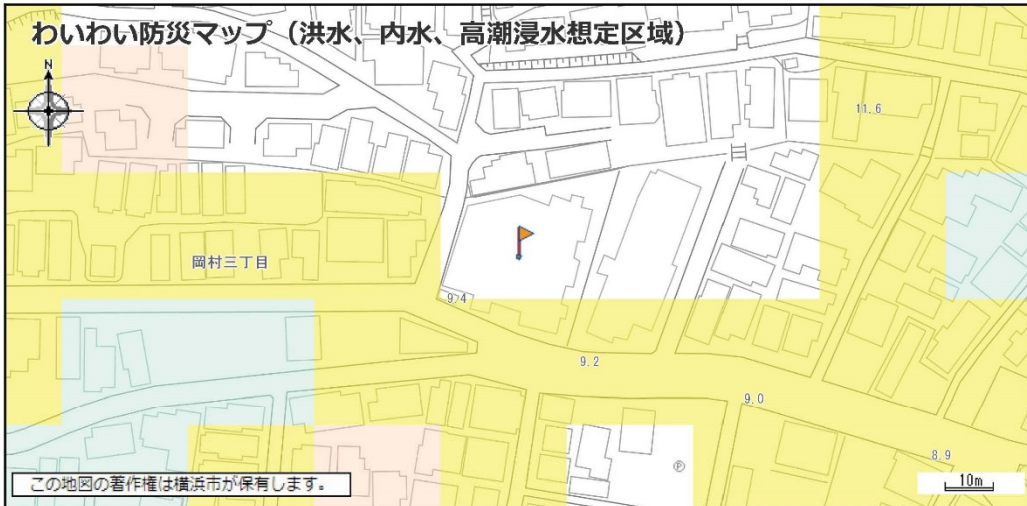 わいわい防災マップ（洪水、内水、高潮浸水想定区域）
N
11.6
岡村三丁目
9.4
9.2
9.0
8.9
P
この地図の著作権は横浜市が保有します。
10m